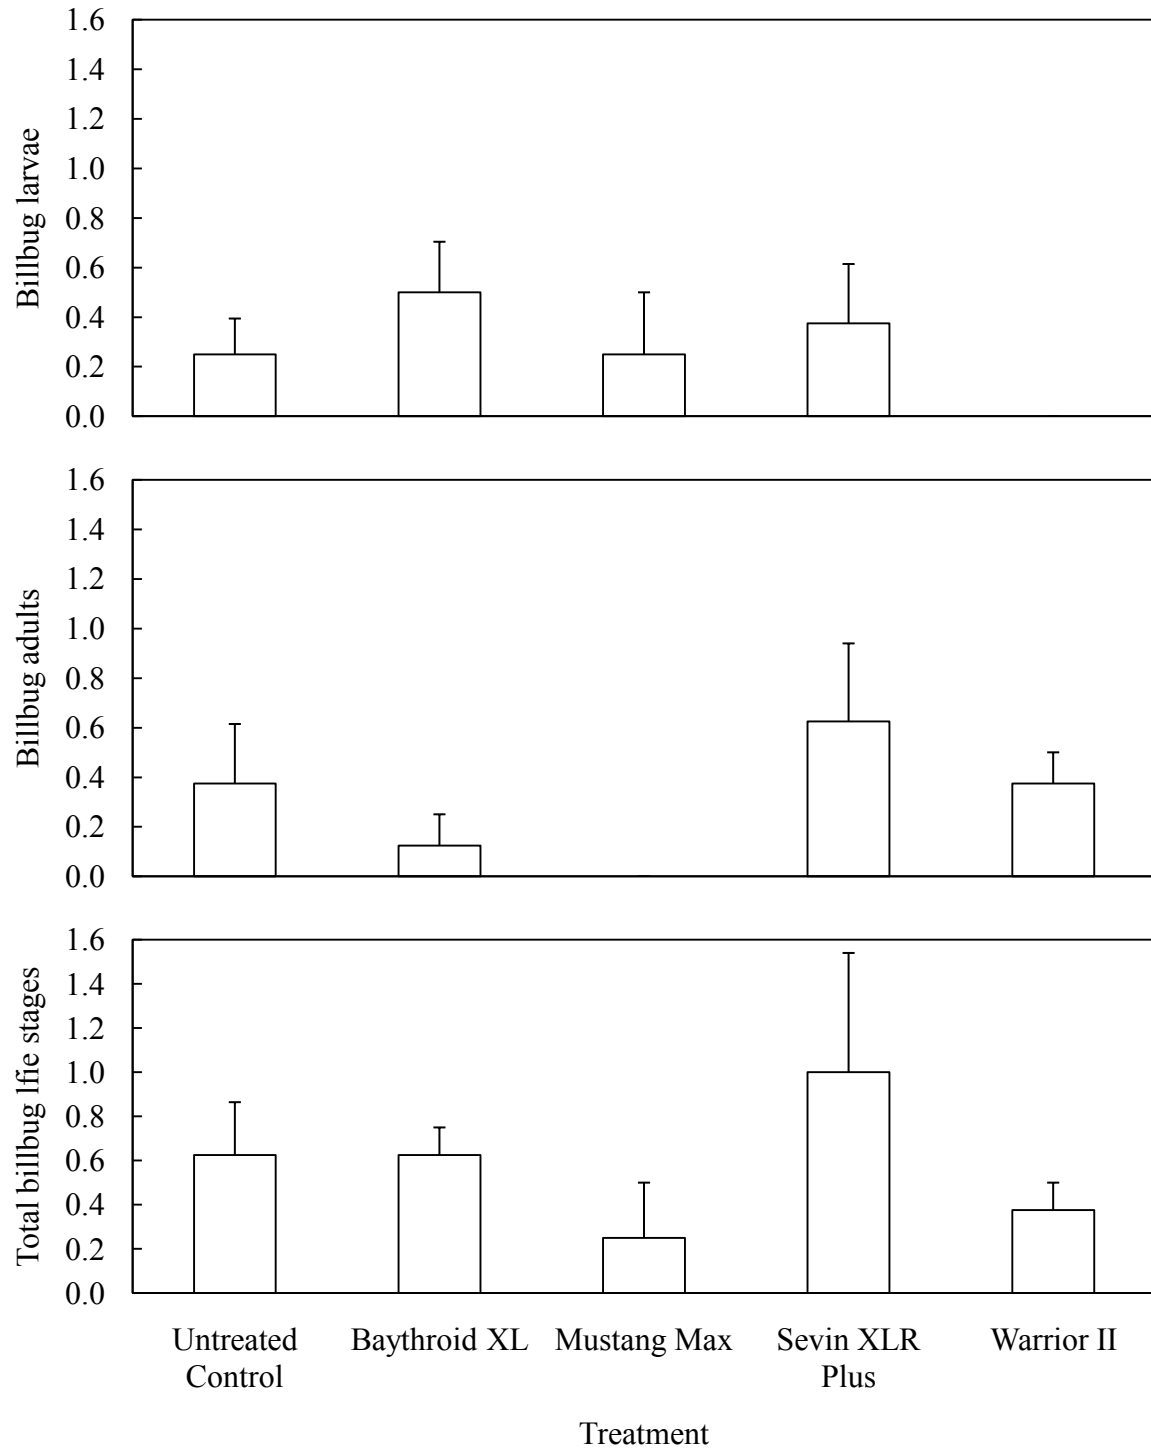 1.6
1.4
1.2
1.0
0.8
0.6
0.4
0.2
0.0
Billbug larvae
1.6
1.4
1.2
1.0
0.8
0.6
0.4
0.2
0.0
Billbug adults
1.6
1.4
1.2
1.0
0.8
0.6
0.4
0.2
0.0
Total billbug lfie stages
Untreated
Control
Baythroid XL
Mustang Max
Sevin XLR
Plus
Warrior II
Treatment